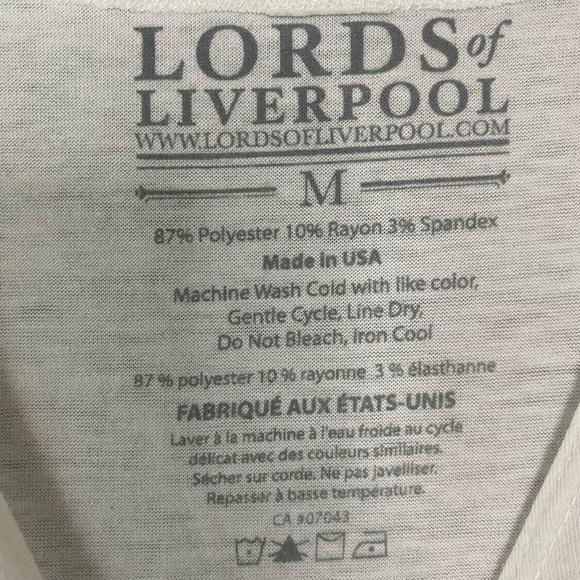 LORDS of
LIVERPOOL
WWW.LORDSOFLIVERPOOL.COM
M
87% Polyester 10% Rayon 3% Spandex
Made in USA
Machine Wash Cold with like color,
Gentle Cycle, Line Dry,
Do Not Bleach, Iron Cool
87 % polyester 10 % rayonne 3 % élasthanne
FABRIQUÉ AUX ÉTATS-UNIS
Laver à la machine à l'eau froide au cycle
délicat avec des couleurs similaires.
Sécher sur corde. Ne pas javelliser.
Repasser à basse température.
CA #07043